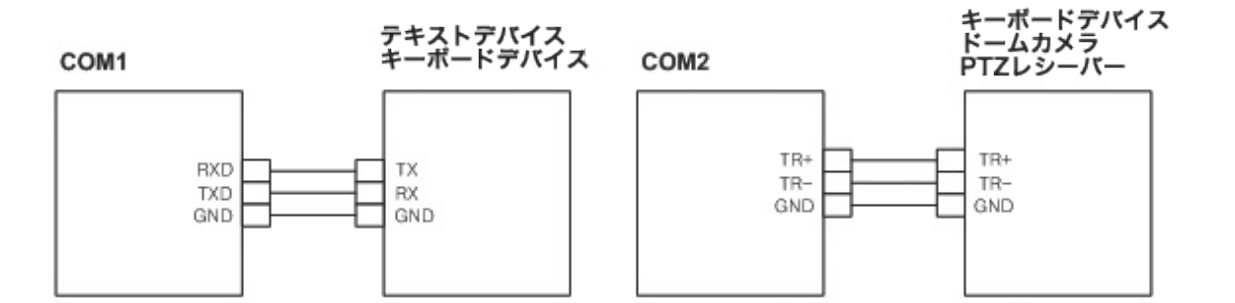 COM1
テキストデバイス
キーボードデバイス
RXD
TXD
GND
TX
RX
GND
COM2
キーボードデバイス
ドームカメラ
PTZレシーバー
TR+
TR−
GND
TR+
TR−
GND